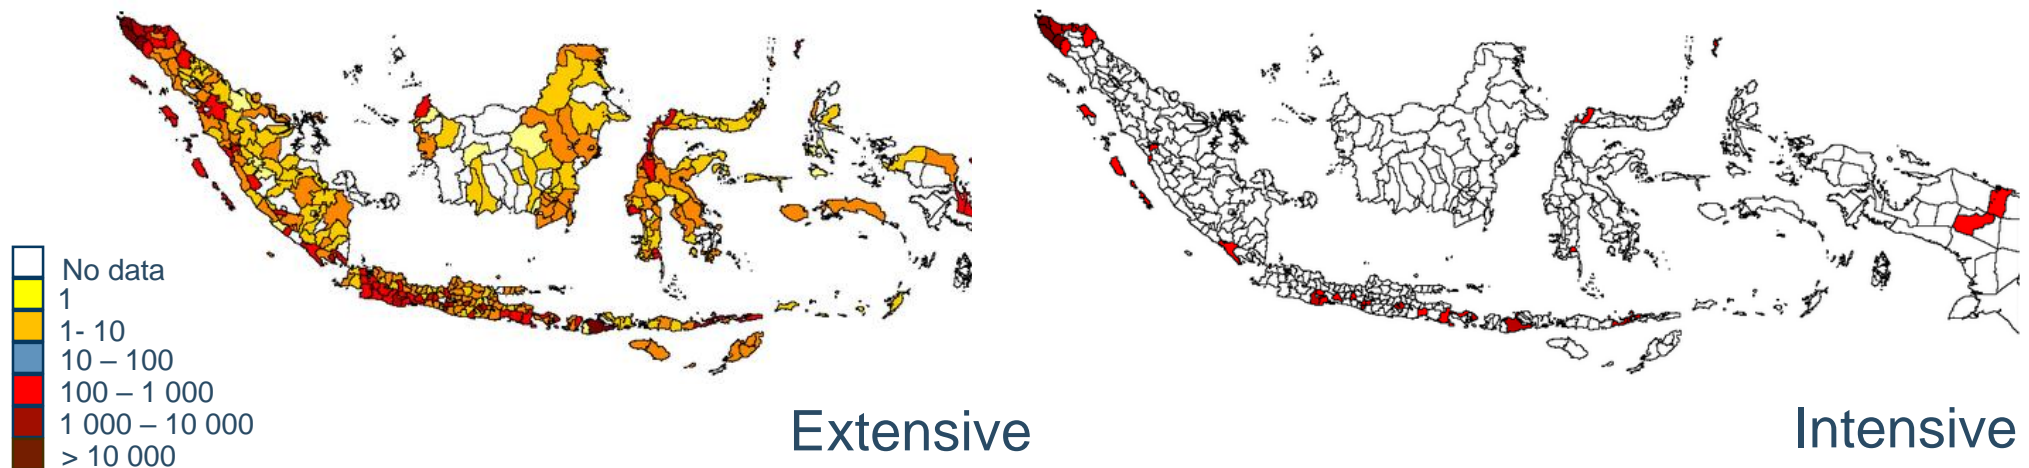 No data
1
1- 10
10 – 100
100 – 1 000
1 000 – 10 000
> 10 000
Extensive
Intensive